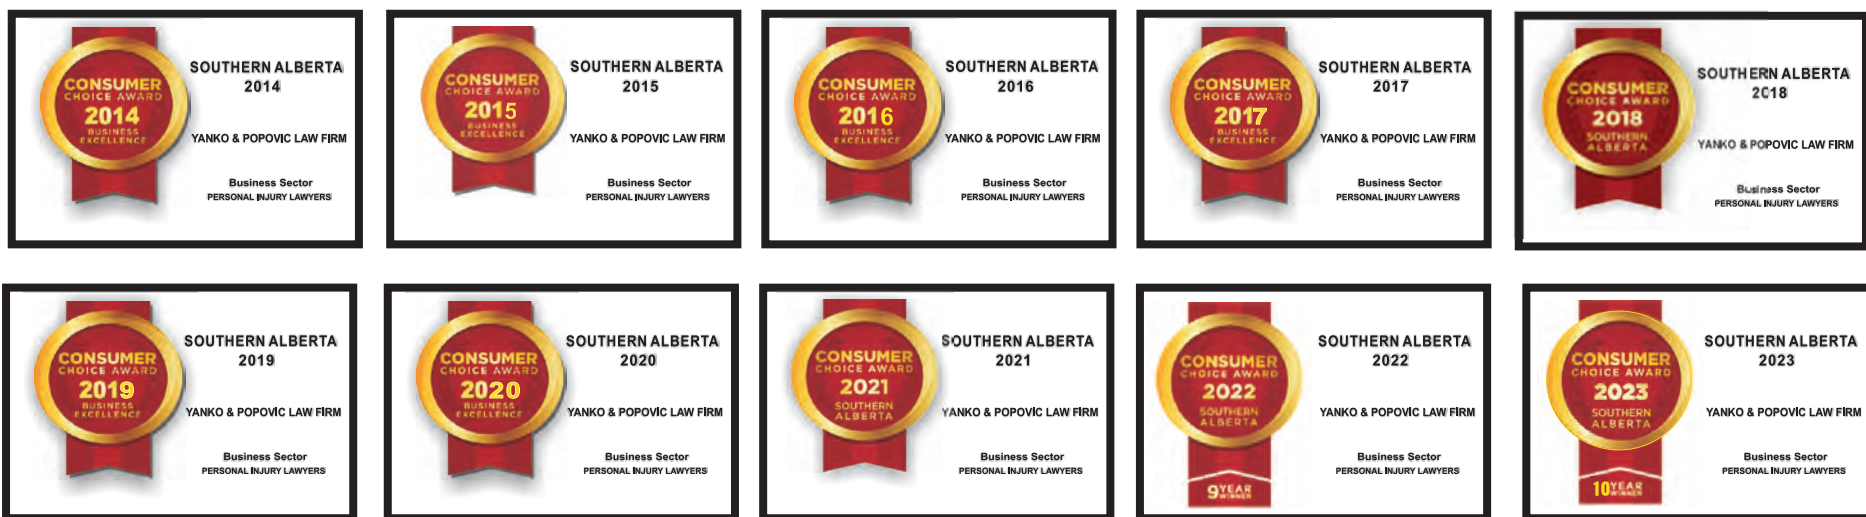 CONSUMER
CHOICE AWARD
2014
BUSINESS
EXCELLENCE
SOUTHERN ALBERTA
2014
YANKO & POPOVIC LAW FIRM
Business Sector
PERSONAL INJURY LAWYERS
CONSUMER
CHOICE AWARD
2015
BUSINESS
EXCELLENCE
SOUTHERN ALBERTA
2015
YANKO & POPOVIC LAW FIRM
Business Sector
PERSONAL INJURY LAWYERS
CONSUMER
CHOICE AWARD
2016
BUSINESS
EXCELLENCE
SOUTHERN ALBERTA
2016
YANKO & POPOVIC LAW FIRM
Business Sector
PERSONAL INJURY LAWYERS
CONSUMER
CHOICE AWARD
2017
BUSINESS
EXCELLENCE
SOUTHERN ALBERTA
2017
YANKO & POPOVIC LAW FIRM
Business Sector
PERSONAL INJURY LAWYERS
CONSUMER
CHOICE AWARD
2018
SOUTHERN
ALBERTA
SOUTHERN ALBERTA
2018
YANKO & POPOVIC LAW FIRM
Business Sector
PERSONAL INJURY LAWYERS
CONSUMER
CHOICE AWARD
2019
BUSINESS
EXCELLENCE
SOUTHERN ALBERTA
2019
YANKO & POPOVIC LAW FIRM
Business Sector
PERSONAL INJURY LAWYERS
CONSUMER
CHOICE AWARD
2020
BUSINESS
EXCELLENCE
SOUTHERN ALBERTA
2020
YANKO & POPOVIC LAW FIRM
Business Sector
PERSONAL INJURY LAWYERS
CONSUMER
CHOICE AWARD
2021
SOUTHERN
ALBERTA
SOUTHERN ALBERTA
2021
YANKO & POPOVIC LAW FIRM
Business Sector
PERSONAL INJURY LAWYERS
CONSUMER
CHOICE AWARD
2022
SOUTHERN
ALBERTA
9 YEAR
WINNER
SOUTHERN ALBERTA
2022
YANKO & POPOVIC LAW FIRM
Business Sector
PERSONAL INJURY LAWYERS
CONSUMER
CHOICE AWARD
2023
SOUTHERN
ALBERTA
10 YEAR
WINNER
SOUTHERN ALBERTA
2023
YANKO & POPOVIC LAW FIRM
Business Sector
PERSONAL INJURY LAWYERS